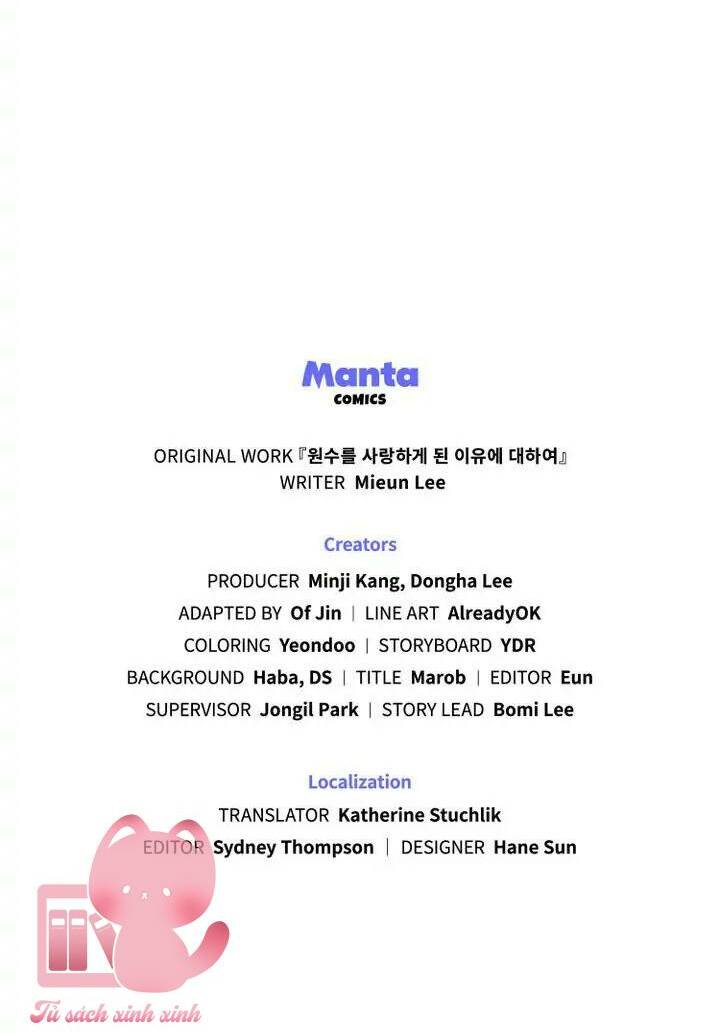 Manta
COMICS
ORIGINAL WORK『원수를 사랑하게 된 이유에 대하여』
WRITER Mieun Lee
Creators
PRODUCER Minji Kang, Dongha Lee
ADAPTED BY Of Jin | LINE ART AlreadyOK
COLORING Yeondoo | STORYBOARD YDR
BACKGROUND Haba, DS | TITLE Marob | EDITOR Eun
SUPERVISOR Jongil Park | STORY LEAD Bomi Lee
Localization
TRANSLATOR Katherine Stuchlik
EDITOR Sydney Thompson | DESIGNER Hane Sun
Tủ sách xinh xinh